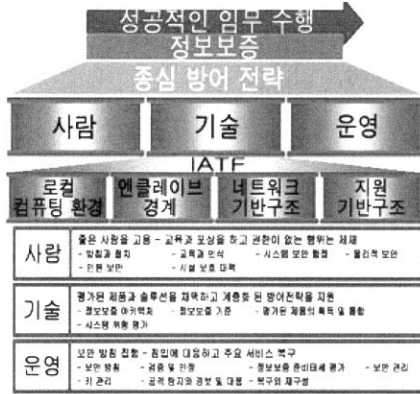 성공적인 임무 수행
정보보증
종심 방어 전략
사람 기술 운영
IATF
로컬 컴퓨팅 환경 엔클레이브 경계 네트워크 기반구조 지원 기반구조
사람
좋은 사람을 고용 - 교육과 포상을 하고 권한이 없는 행위는 제재
- 방침과 절차 - 교육과 인식 - 시스템 보안 행정 - 물리적 보안
- 인원 보안 - 시설 보호 대책
기술
평가된 제품과 솔루션을 채택하고 계층화 된 방어전략을 지원
- 정보보증 아키텍쳐 - 정보보증 기준 - 평가된 제품의 획득 및 통합
- 시스템 위험 평가
운영
보안 방침 집행 - 침입에 대응하고 주요 서비스 복구
- 보안 방침 - 검증 및 인정 - 정보보증 준비태세 평가 - 보안 관리
- 키 관리 - 공격 탐지와 경보 및 대응 - 복구와 재구성